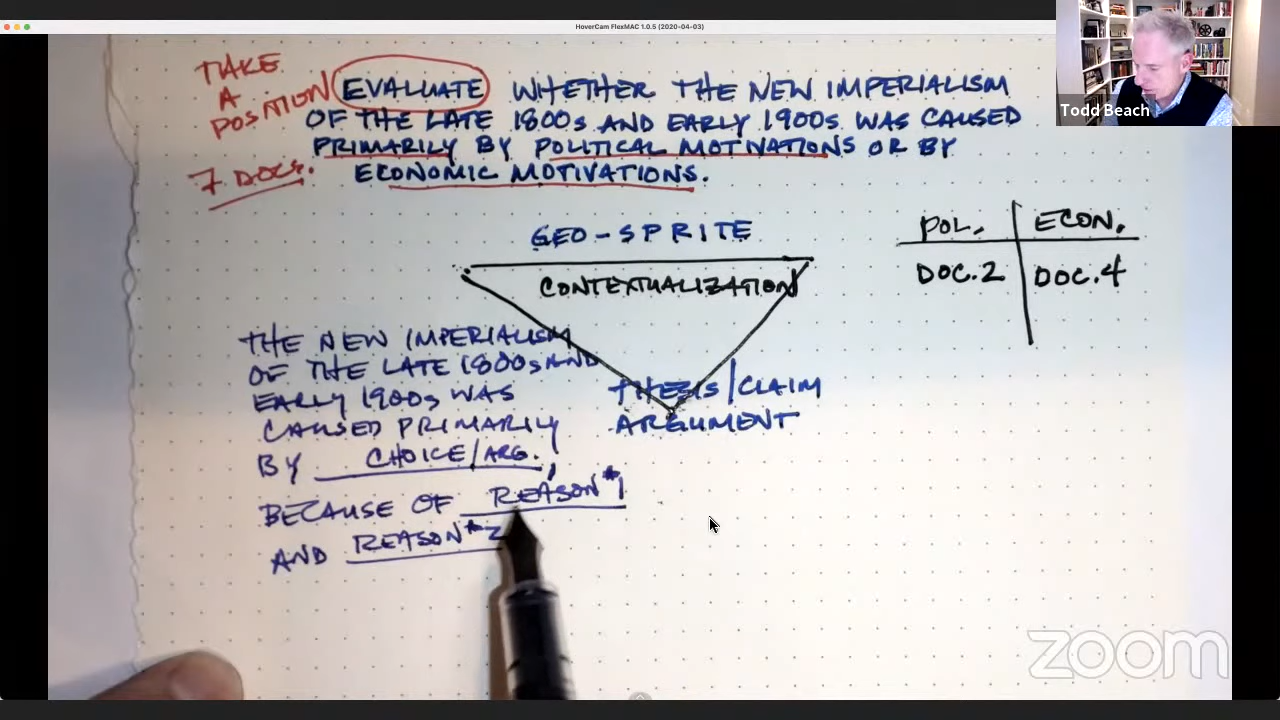 HoverCam FlexMAC 1.0.5 (2020-04-03)
Todd Beach
TAKE
A
POSITION
EVALUATE WHETHER THE NEW IMPERIALISM
OF THE LATE 1800s AND EARLY 1900s WAS CAUSED
PRIMARILY BY POLITICAL MOTIVATIONS OR BY
ECONOMIC MOTIVATIONS.
7 DOCS.
GEO-SPRITE
CONTEXTUALIZATION
THESIS/CLAIM
ARGUMENT
POL. ECON.
DOC.2 DOC.4
THE NEW IMPERIALISM
OF THE LATE 1800s AND
EARLY 1900s WAS
CAUSED PRIMARILY
BY CHOICE/ARG.,
BECAUSE OF REASON #1
AND REASON #2
zoom